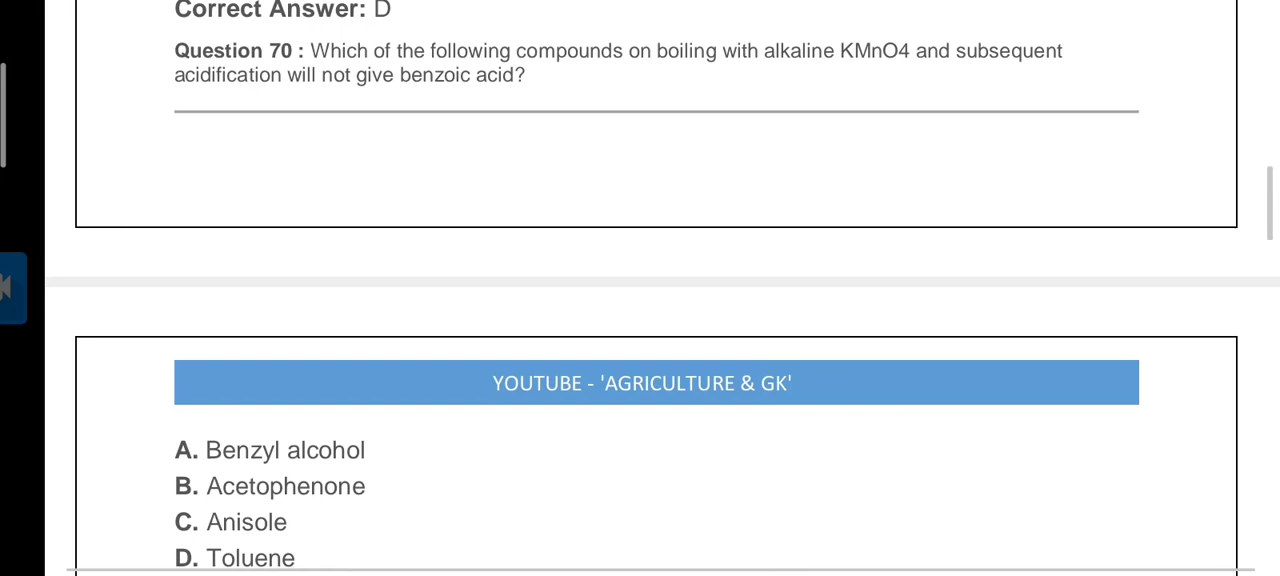 Correct Answer: D
Question 70 : Which of the following compounds on boiling with alkaline KMnO4 and subsequent
acidification will not give benzoic acid?
YOUTUBE - 'AGRICULTURE & GK'
A. Benzyl alcohol
B. Acetophenone
C. Anisole
D. Toluene